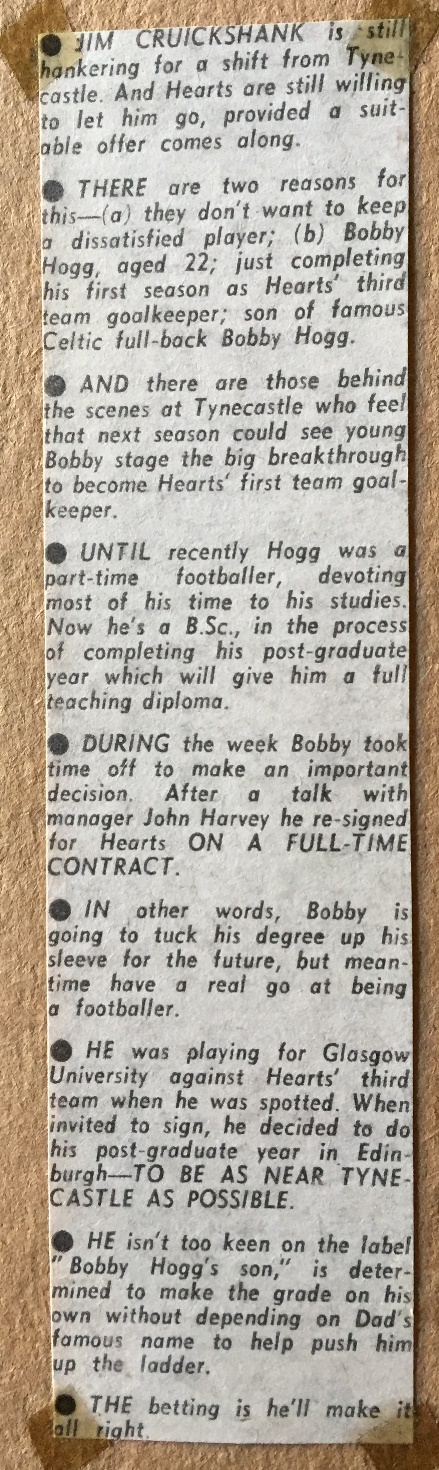 ● JIM CRUICKSHANK is still
hankering for a shift from Tyne-
castle. And Hearts are still willing
to let him go, provided a suit-
able offer comes along.
● THERE are two reasons for
this—(a) they don't want to keep
a dissatisfied player; (b) Bobby
Hogg, aged 22; just completing
his first season as Hearts' third
team goalkeeper; son of famous
Celtic full-back Bobby Hogg.
● AND there are those behind
the scenes at Tynecastle who feel
that next season could see young
Bobby stage the big breakthrough
to become Hearts' first team goal-
keeper.
● UNTIL recently Hogg was a
part-time footballer, devoting
most of his time to his studies.
Now he's a B.Sc., in the process
of completing his post-graduate
year which will give him a full
teaching diploma.
● DURING the week Bobby took
time off to make an important
decision. After a talk with
manager John Harvey he re-signed
for Hearts ON A FULL-TIME
CONTRACT.
● IN other words, Bobby is
going to tuck his degree up his
sleeve for the future, but mean-
time have a real go at being
a footballer.
● HE was playing for Glasgow
University against Hearts' third
team when he was spotted. When
invited to sign, he decided to do
his post-graduate year in Edin-
burgh—TO BE AS NEAR TYNE-
CASTLE AS POSSIBLE.
● HE isn't too keen on the label
"Bobby Hogg's son," is deter-
mined to make the grade on his
own without depending on Dad's
famous name to help push him
up the ladder.
● THE betting is he'll make it
all right.